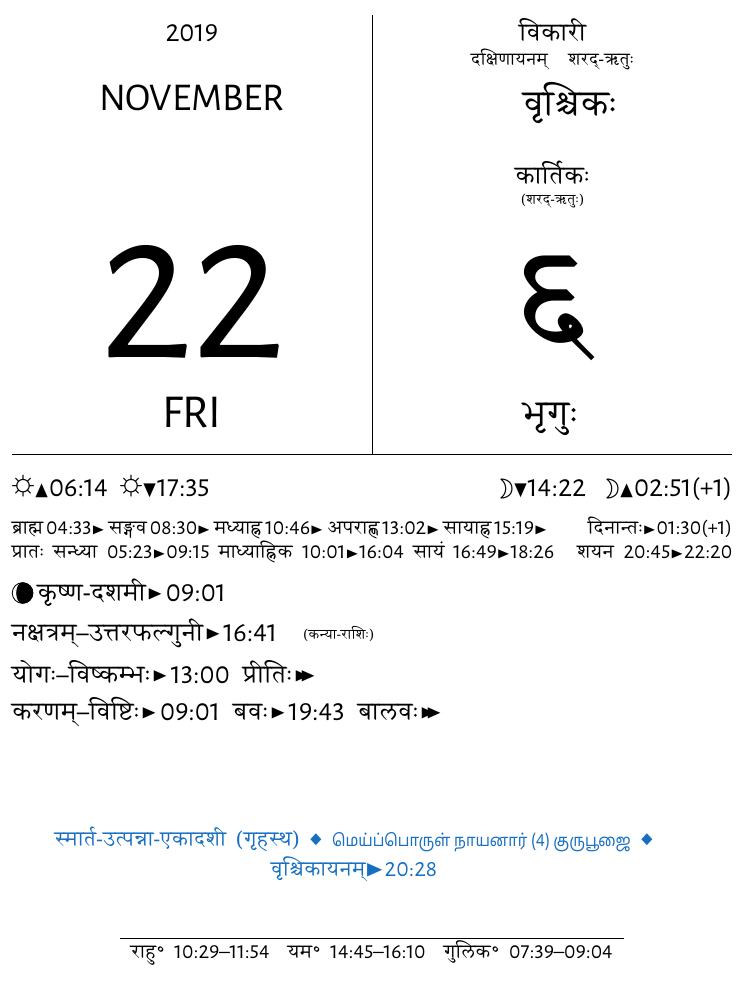 2019
NOVEMBER
22
FRI
विकारी
दक्षिणायनम् शरद्-ऋतुः
वृश्चिकः
कार्तिकः
(शरद्-ऋतुः)
६
भृगुः
☼▲06:14 ☼▼17:35 ☽▼14:22 ☽▲02:51(+1)
ब्राह्म 04:33► सङ्गव 08:30► मध्याह्न 10:46► अपराह्ण 13:02► सायाह्न 15:19► दिनान्तः►01:30(+1)
प्रातः सन्ध्या 05:23►09:15 माध्याह्निक 10:01►16:04 सायं 16:49►18:26 शयन 20:45►22:20
कृष्ण-दशमी► 09:01
नक्षत्रम्–उत्तरफल्गुनी►16:41 (कन्या-राशिः)
योगः–विष्कम्भः►13:00 प्रीतिः►►
करणम्–विष्टिः►09:01 बवः►19:43 बालवः►►
स्मार्त-उत्पन्ना-एकादशी (गृहस्थ) ◆ மெய்ப்பொருள் நாயனார் (4) குருபூஜை ◆
वृश्चिकायनम्►20:28
राहु° 10:29–11:54 यम° 14:45–16:10 गुलिक° 07:39–09:04